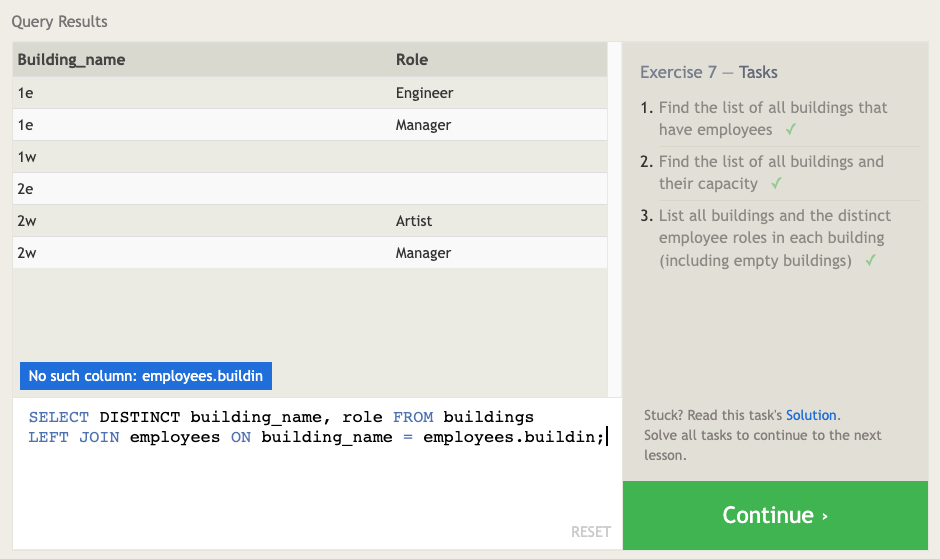 Query Results
Building_name Role
1e Engineer
1e Manager
1w
2e
2w Artist
2w Manager
No such column: employees.buildin
SELECT DISTINCT building_name, role FROM buildings
LEFT JOIN employees ON building_name = employees.buildin;
RESET
Exercise 7 — Tasks
1. Find the list of all buildings that
have employees ✓
2. Find the list of all buildings and
their capacity ✓
3. List all buildings and the distinct
employee roles in each building
(including empty buildings) ✓
Stuck? Read this task's Solution.
Solve all tasks to continue to the next
lesson.
Continue ›